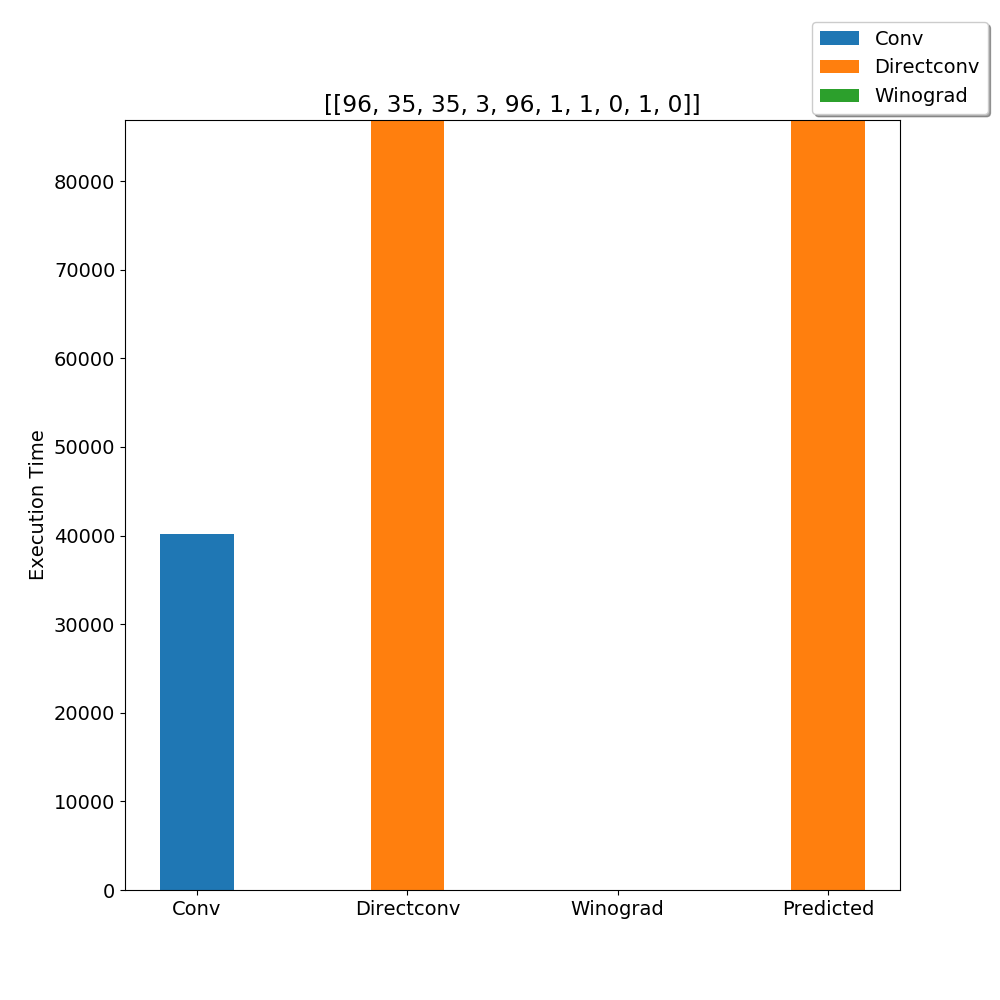 Conv
Directconv
Winograd
[[96, 35, 35, 3, 96, 1, 1, 0, 1, 0]]
80000
70000
60000
50000
40000
30000
20000
10000
0
Execution Time
Conv Directconv Winograd Predicted